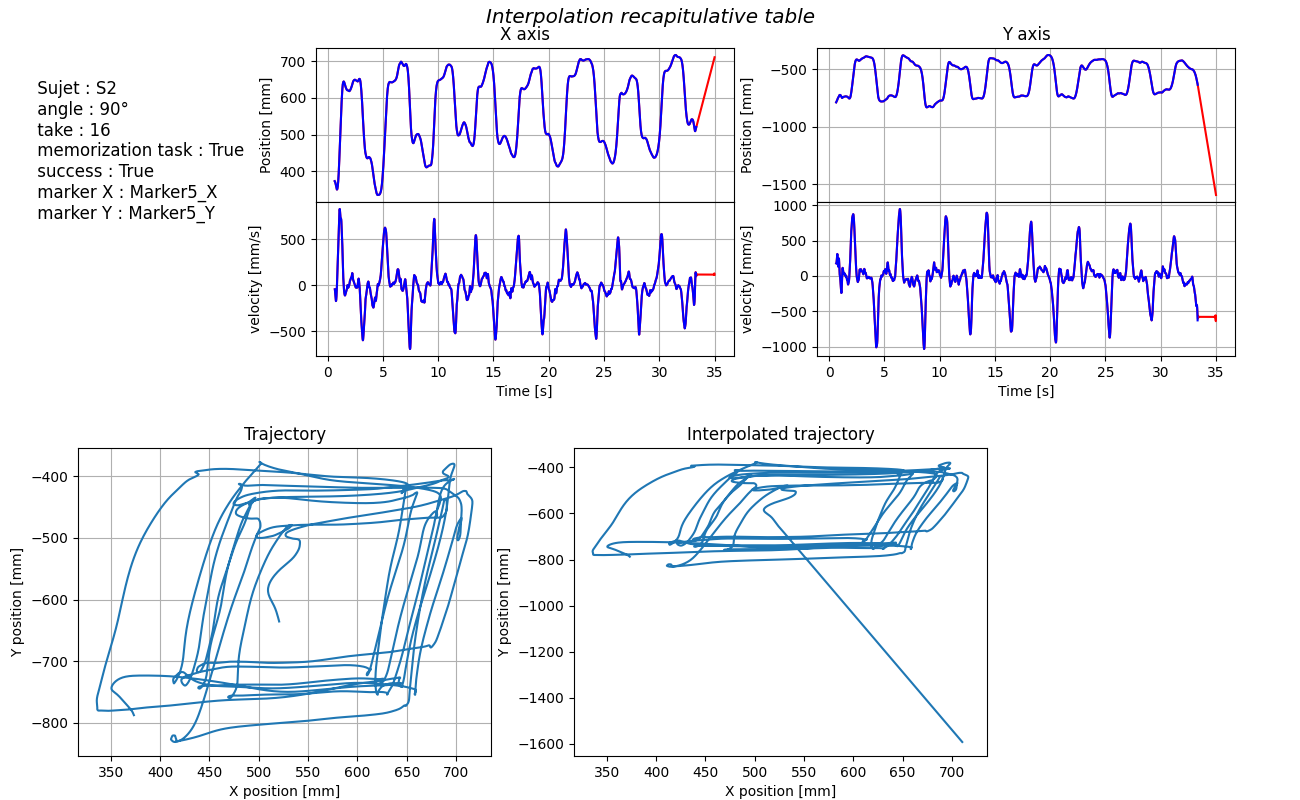 Interpolation recapitulative table
X axis
Y axis
Sujet : S2
angle : 90°
take : 16
memorization task : True
success : True
marker X : Marker5_X
marker Y : Marker5_Y
Position [mm]
700
600
500
400
velocity [mm/s]
500
0
−500
0 5 10 15 20 25 30 35
Time [s]
Position [mm]
−500
−1000
−1500
velocity [mm/s]
1000
500
0
−500
−1000
0 5 10 15 20 25 30 35
Time [s]
Trajectory
Y position [mm]
−400
−500
−600
−700
−800
350 400 450 500 550 600 650 700
X position [mm]
Interpolated trajectory
Y position [mm]
−400
−600
−800
−1000
−1200
−1400
−1600
350 400 450 500 550 600 650 700
X position [mm]